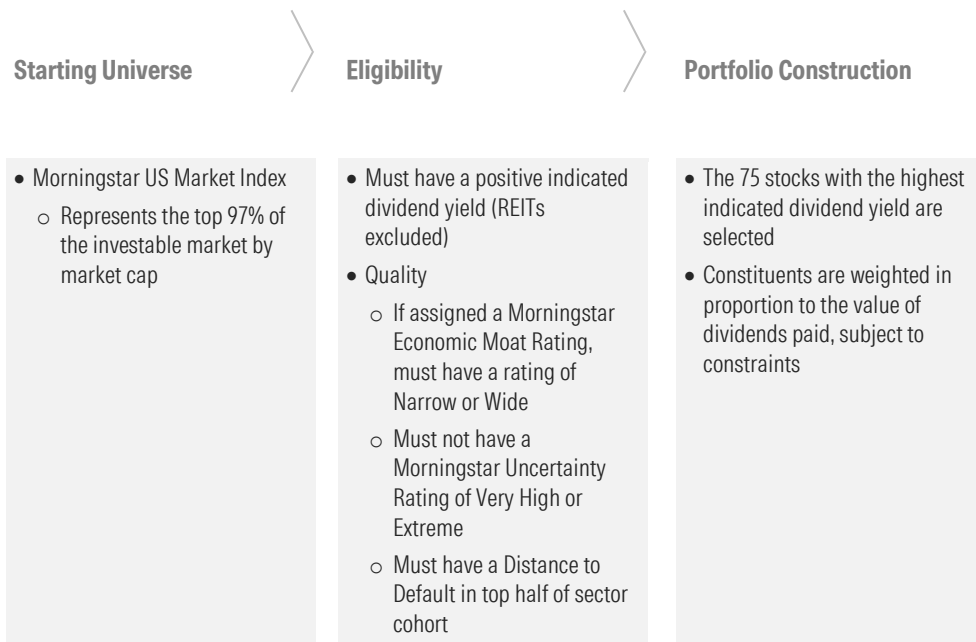 Starting Universe
Eligibility
Portfolio Construction
• Morningstar US Market Index
o Represents the top 97% of
the investable market by
market cap
• Must have a positive indicated
dividend yield (REITs
excluded)
• Quality
o If assigned a Morningstar
Economic Moat Rating,
must have a rating of
Narrow or Wide
o Must not have a
Morningstar Uncertainty
Rating of Very High or
Extreme
o Must have a Distance to
Default in top half of sector
cohort
• The 75 stocks with the highest
indicated dividend yield are
selected
• Constituents are weighted in
proportion to the value of
dividends paid, subject to
constraints